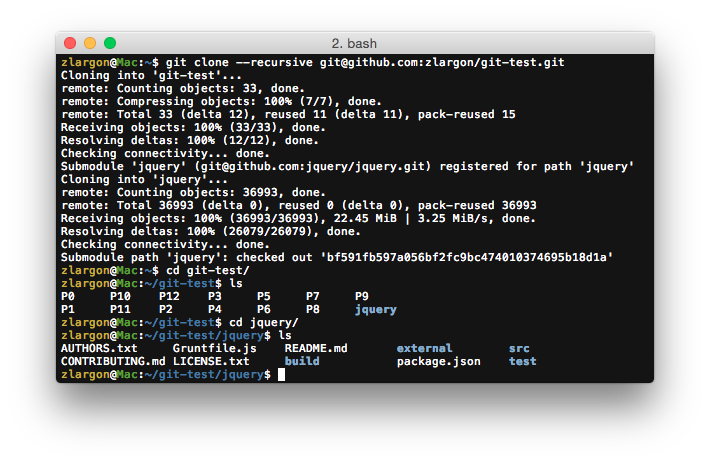 2. bash
zlargon@Mac:~$ git clone --recursive git@github.com:zlargon/git-test.git
Cloning into 'git-test'...
remote: Counting objects: 33, done.
remote: Compressing objects: 100% (7/7), done.
remote: Total 33 (delta 12), reused 11 (delta 11), pack-reused 15
Receiving objects: 100% (33/33), done.
Resolving deltas: 100% (12/12), done.
Checking connectivity... done.
Submodule 'jquery' (git@github.com:jquery/jquery.git) registered for path 'jquery'
Cloning into 'jquery'...
remote: Counting objects: 36993, done.
remote: Total 36993 (delta 0), reused 0 (delta 0), pack-reused 36993
Receiving objects: 100% (36993/36993), 22.45 MiB | 3.25 MiB/s, done.
Resolving deltas: 100% (26079/26079), done.
Checking connectivity... done.
Submodule path 'jquery': checked out 'bf591fb597a056bf2fc9bc474010374695b18d1a'
zlargon@Mac:~$ cd git-test/
zlargon@Mac:~/git-test$ ls
P0 P10 P12 P3 P5 P7 P9
P1 P11 P2 P4 P6 P8 jquery
zlargon@Mac:~/git-test$ cd jquery/
zlargon@Mac:~/git-test/jquery$ ls
AUTHORS.txt Gruntfile.js README.md external src
CONTRIBUTING.md LICENSE.txt build package.json test
zlargon@Mac:~/git-test/jquery$